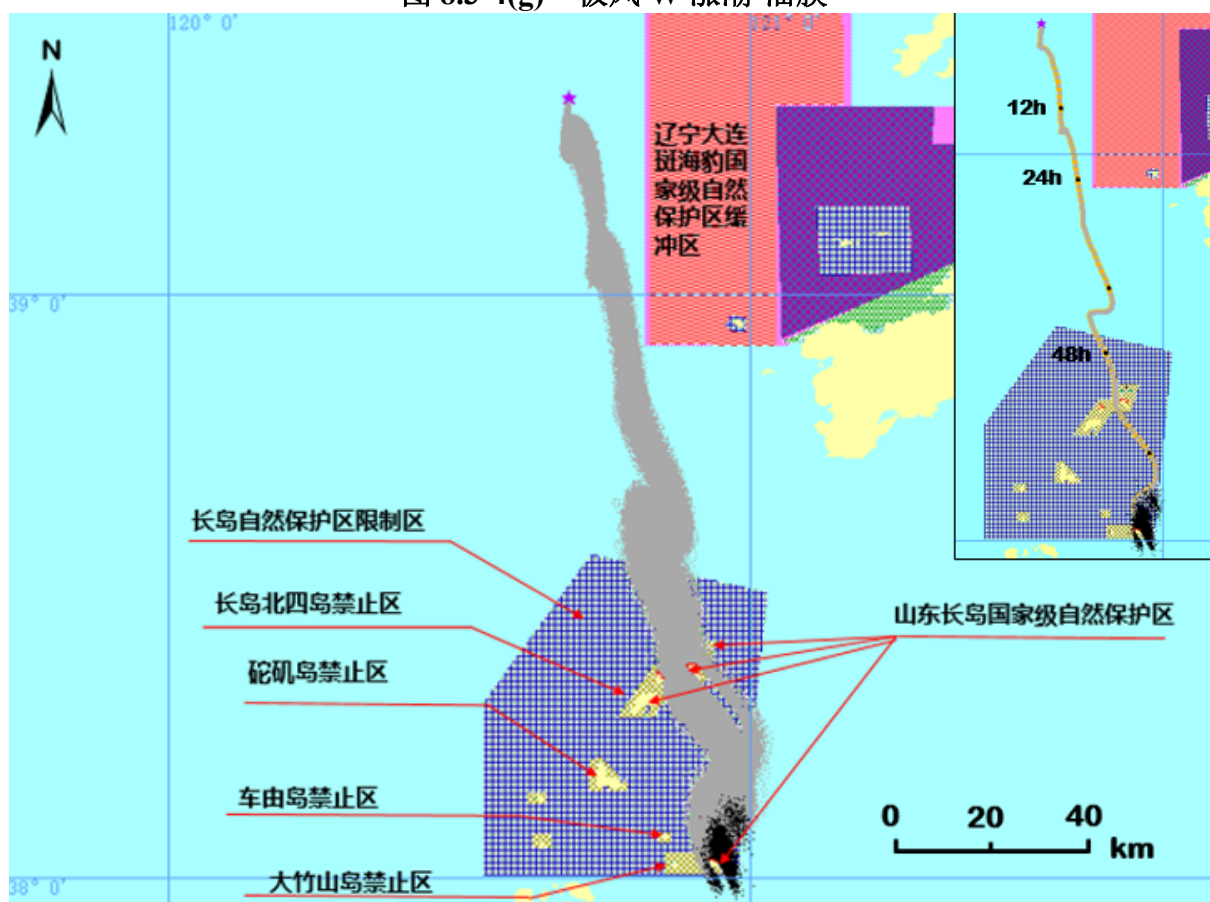 120° 0'
121° 0'
N
12h
24h
48h
辽宁大连
斑海豹国
家级自然
保护区缓
冲区
39° 0'
长岛自然保护区限制区
长岛北四岛禁止区
山东长岛国家级自然保护区
砣矶岛禁止区
车由岛禁止区
大竹山岛禁止区
0 20 40
km
38° 0'